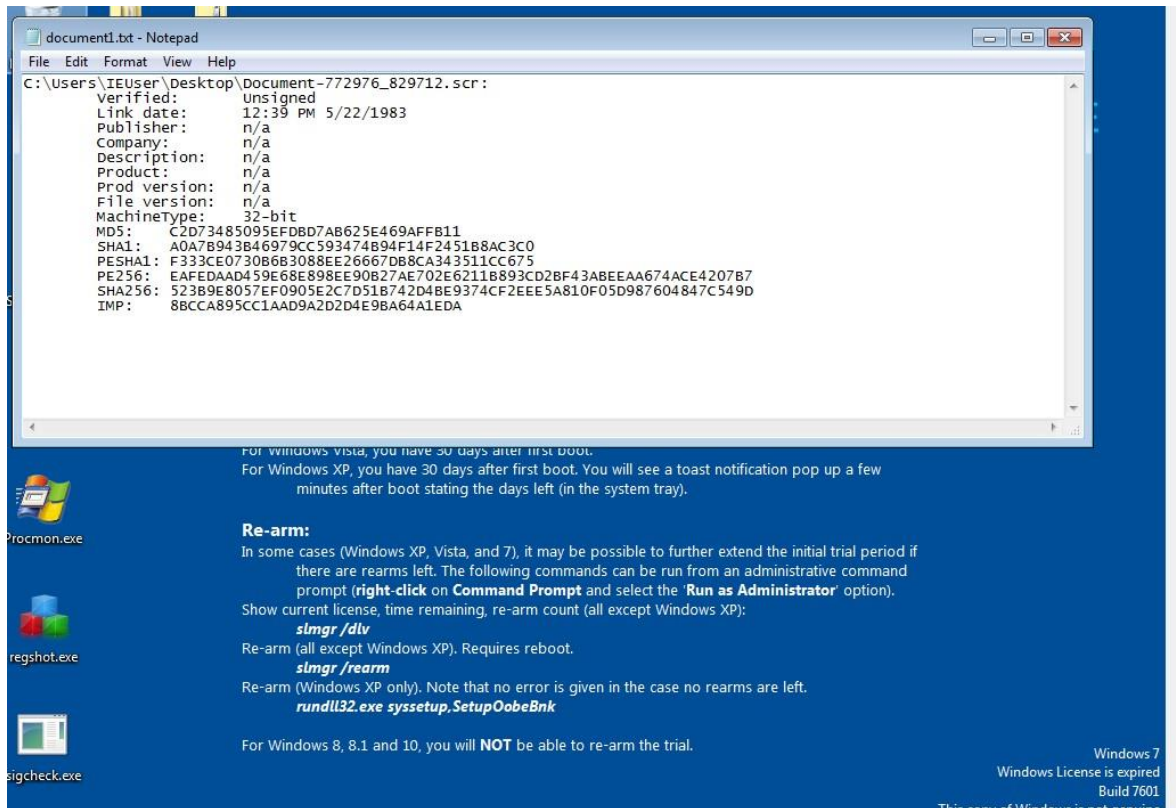 document1.txt - Notepad
File Edit Format View Help
C:\Users\IEUser\Desktop\Document-772976_829712.scr:
Verified: Unsigned
Link date: 12:39 PM 5/22/1983
Publisher: n/a
Company: n/a
Description: n/a
Product: n/a
Prod version: n/a
File version: n/a
MachineType: 32-bit
MD5: C2D73485095EFDBD7AB625E469AFFB11
SHA1: A0A7B943B46979CC593474B94F14F2451B8AC3C0
PESHA1: F333CE0730B6B3088EE26667DB8CA343511CC675
PE256: EAFEDAAD459E68E898EE90B27AE702E6211B893CD2BF43ABEEAA674ACE4207B7
SHA256: 523B9E8057EF0905E2C7D51B742D4BE9374CF2EEE5A810F05D987604847C549D
IMP: 8BCCA895CC1AAD9A2D2D4E9BA64A1EDA
For Windows Vista, you have 30 days after first boot.
For Windows XP, you have 30 days after first boot. You will see a toast notification pop up a few
minutes after boot stating the days left (in the system tray).
Re-arm:
In some cases (Windows XP, Vista, and 7), it may be possible to further extend the initial trial period if
there are rearms left. The following commands can be run from an administrative command
prompt (right-click on Command Prompt and select the 'Run as Administrator' option).
Show current license, time remaining, re-arm count (all except Windows XP):
slmgr /dlv
Re-arm (all except Windows XP). Requires reboot.
slmgr /rearm
Re-arm (Windows XP only). Note that no error is given in the case no rearms are left.
rundll32.exe syssetup,SetupOobeBnk
For Windows 8, 8.1 and 10, you will NOT be able to re-arm the trial.
Procmon.exe
regshot.exe
sigcheck.exe
Windows 7
Windows License is expired
Build 7601
This copy of Windows is not genuine